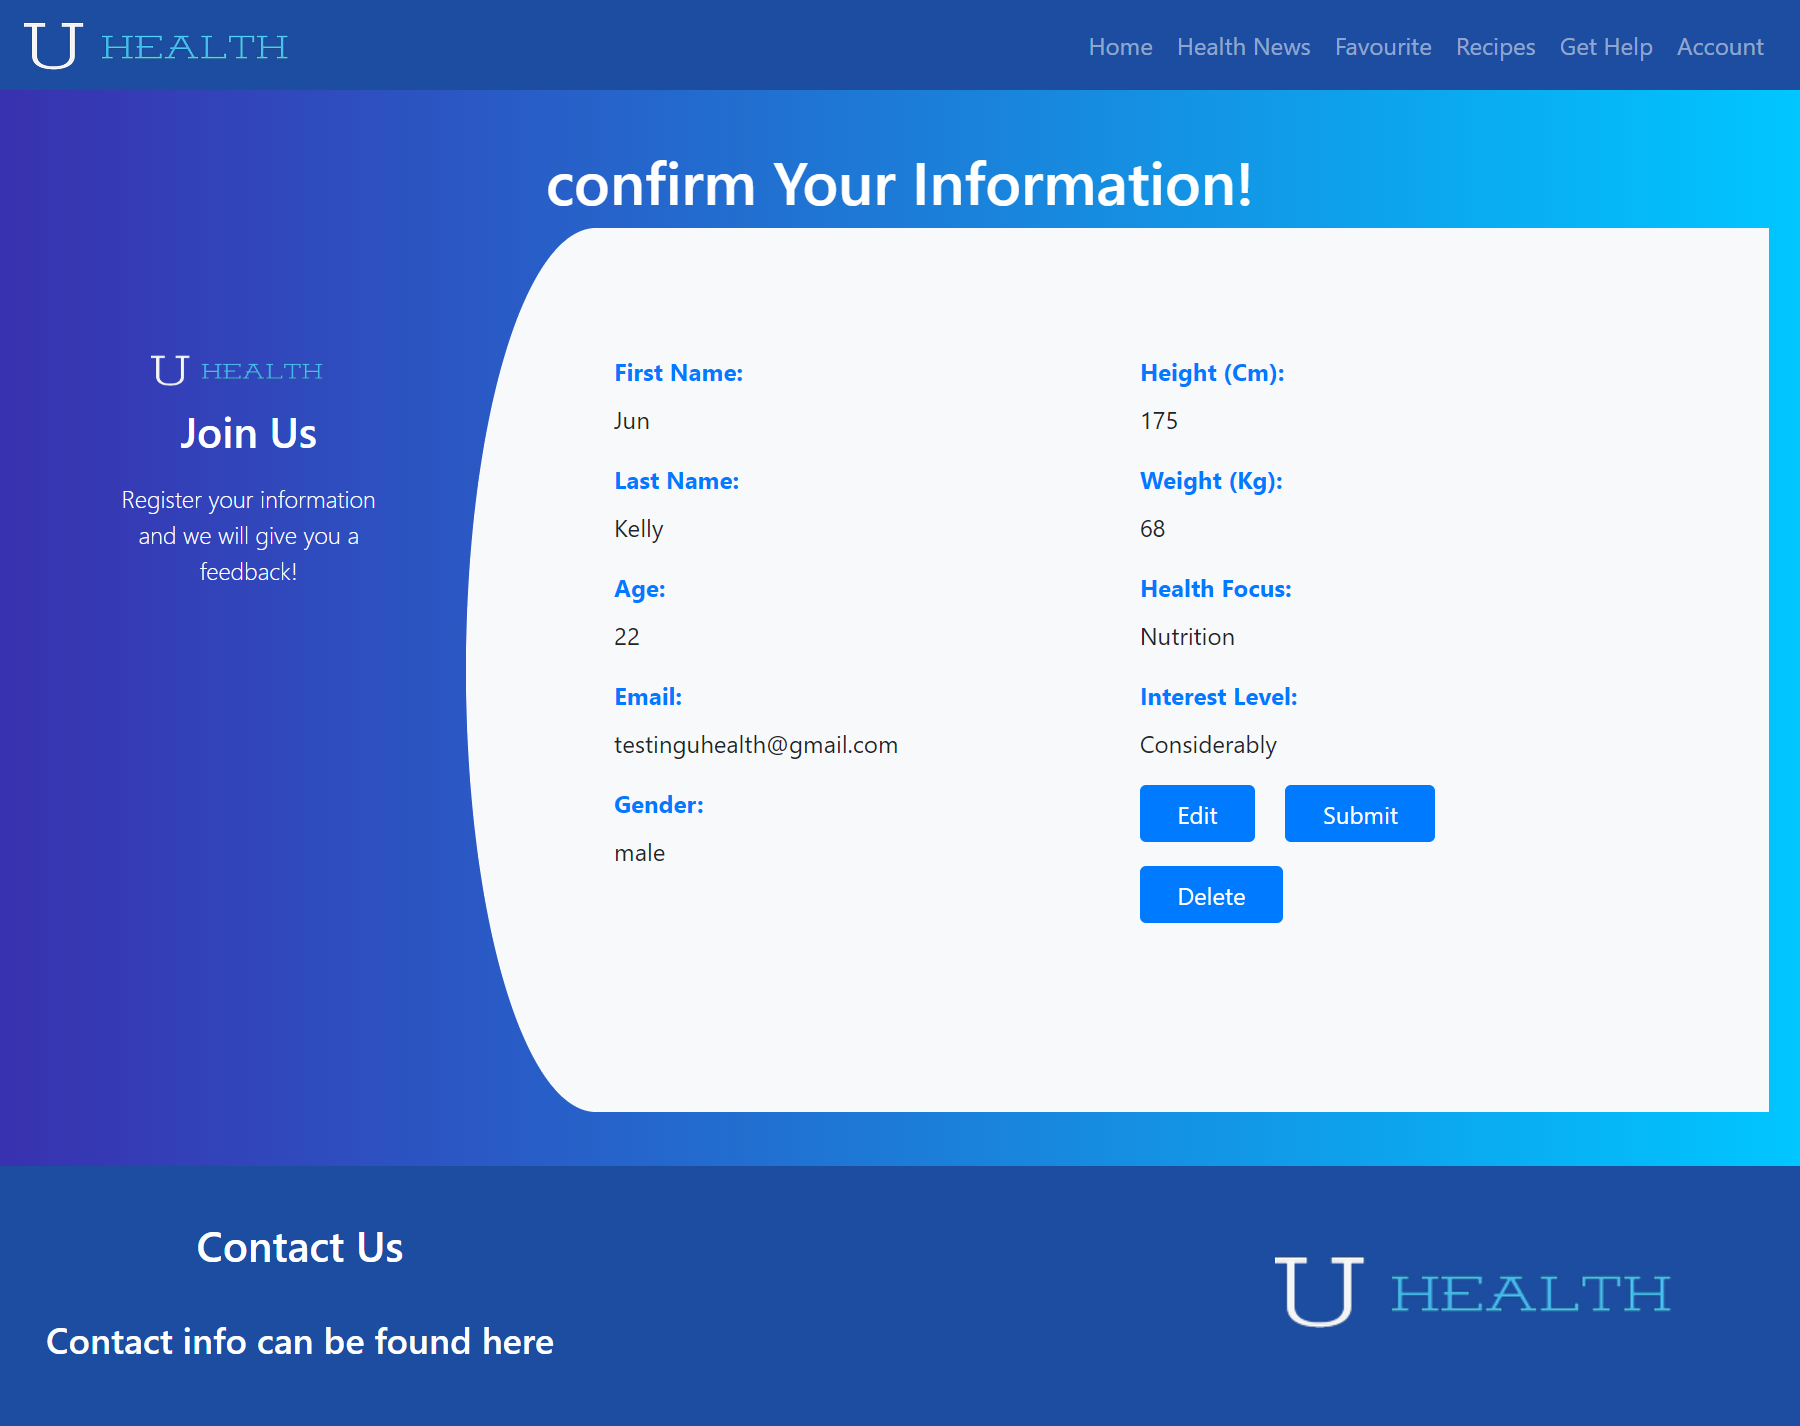 U HEALTH
Home Health News Favourite Recipes Get Help Account
confirm Your Information!
U HEALTH
Join Us
Register your information
and we will give you a
feedback!
First Name:
Jun
Last Name:
Kelly
Age:
22
Email:
testinguhealth@gmail.com
Gender:
male
Height (Cm):
175
Weight (Kg):
68
Health Focus:
Nutrition
Interest Level:
Considerably
Edit Submit
Delete
Contact Us
Contact info can be found here
U HEALTH